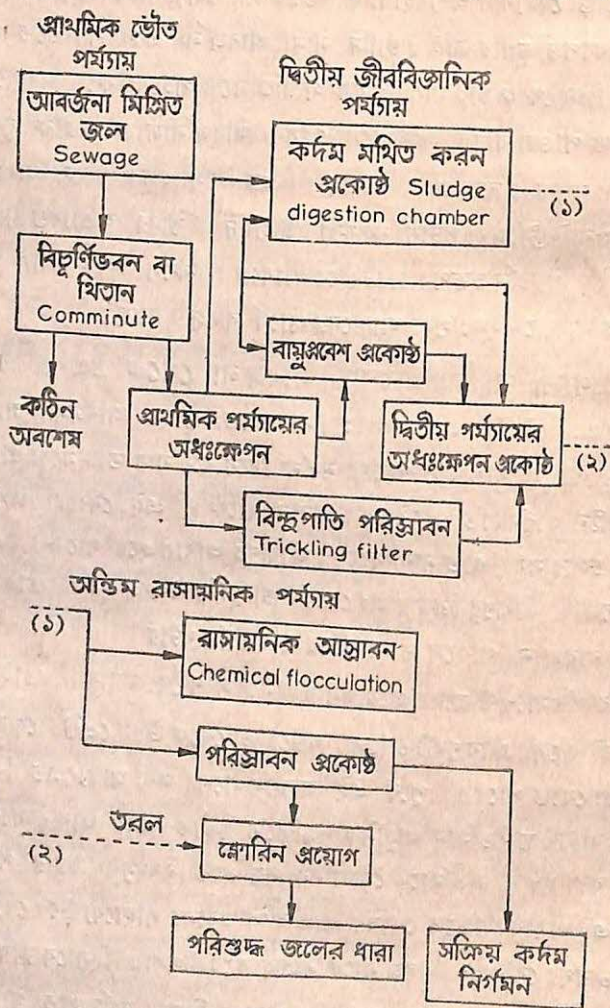 প্রাথমিক ভৌত
পর্যায়
আবর্জনা মিশ্রিত
জল
Sewage
দ্বিতীয় জীববিজ্ঞানিক
পর্যায়
কর্দম মথিত করন
প্রকোষ্ঠ Sludge
digestion chamber
(১)
বিচূর্ণিভবন বা
থিতান
Comminute
বায়ুপ্রবেশ প্রকোষ্ঠ
কঠিন
অবশেষ
প্রাথমিক পর্যায়ের
অধঃক্ষেপন
দ্বিতীয় পর্যায়ের
অধঃক্ষেপন প্রকোষ্ঠ
(২)
বিন্দুপাতি পরিস্রাবন
Trickling filter
অন্তিম রাসায়নিক পর্যায়
(১)
রাসায়নিক আস্রাবন
Chemical flocculation
পরিস্রাবন প্রকোষ্ঠ
তরল
(২)
ক্লোরিন প্রয়োগ
পরিশুদ্ধ জলের ধারা
সক্রিয় কর্দম
নির্গমন